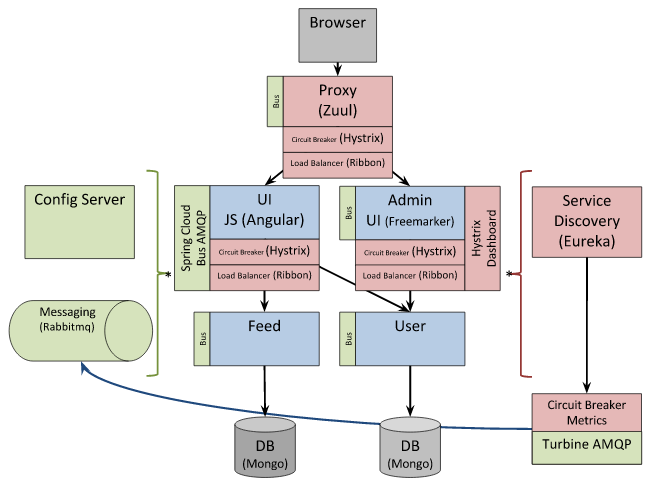 Browser
Bus
Proxy
(Zuul)
Circuit Breaker (Hystrix)
Load Balancer (Ribbon)
Config Server
Spring Cloud
Bus AMQP
UI
JS (Angular)
Circuit Breaker (Hystrix)
Load Balancer (Ribbon)
Bus
Admin
UI (Freemarker)
Circuit Breaker (Hystrix)
Load Balancer (Ribbon)
Hystrix
Dashboard
Service
Discovery
(Eureka)
*
*
Messaging
(Rabbitmq)
Bus
Feed
Bus
User
DB
(Mongo)
DB
(Mongo)
Circuit Breaker
Metrics
Turbine AMQP